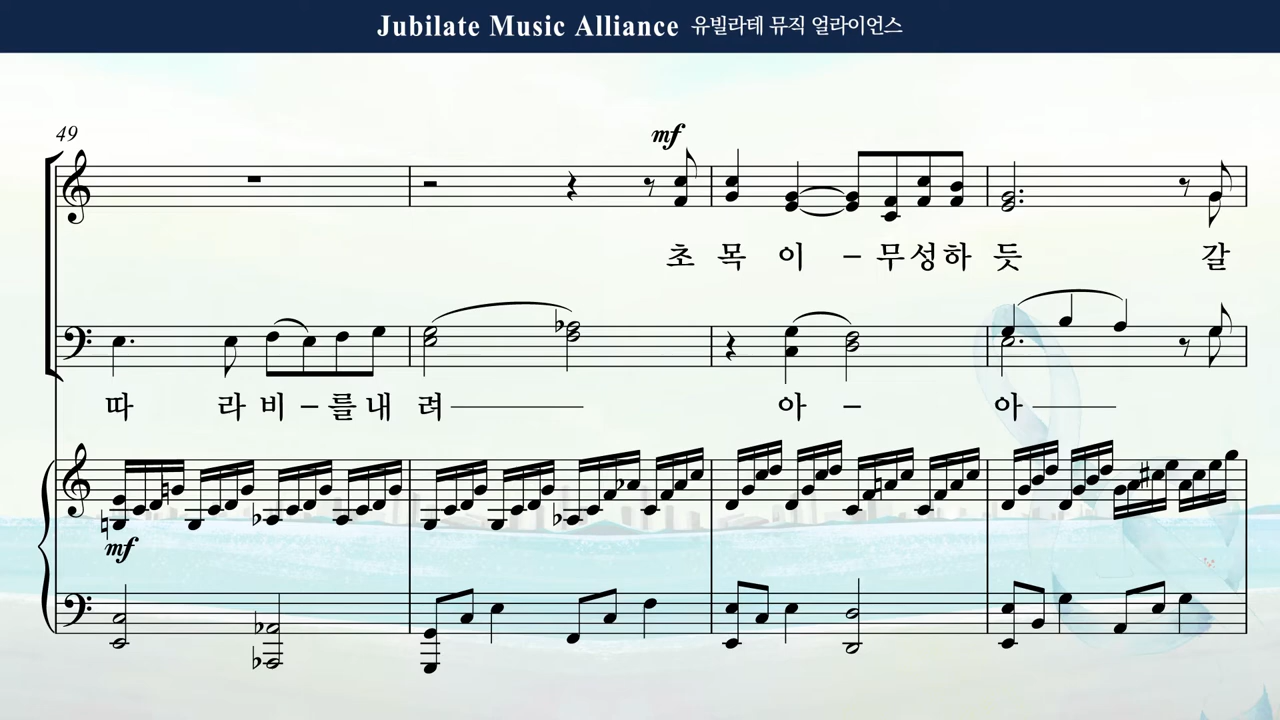 Jubilate Music Alliance 유빌라테 뮤직 얼라이언스
49
mf
초 목 이 – 무 성 하 듯 갈
따 라 비 – 를 내 려 아 – 아
mf